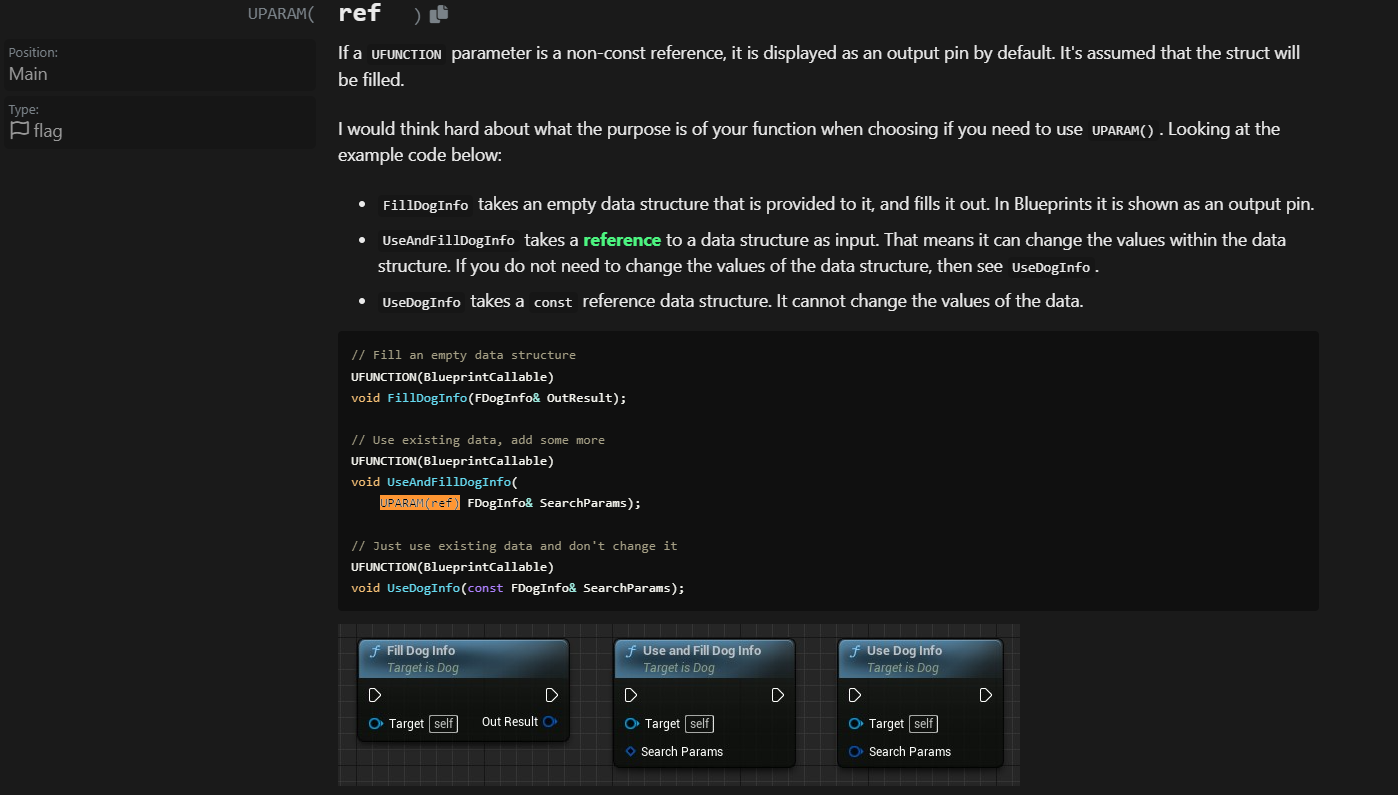 UPARAM( ref )
Position:
Main
Type:
flag
If a UFUNCTION parameter is a non-const reference, it is displayed as an output pin by default. It's assumed that the struct will
be filled.
I would think hard about what the purpose is of your function when choosing if you need to use UPARAM() . Looking at the
example code below:
• FillDogInfo takes an empty data structure that is provided to it, and fills it out. In Blueprints it is shown as an output pin.
• UseAndFillDogInfo takes a reference to a data structure as input. That means it can change the values within the data
structure. If you do not need to change the values of the data structure, then see UseDogInfo .
• UseDogInfo takes a const reference data structure. It cannot change the values of the data.
// Fill an empty data structure
UFUNCTION(BlueprintCallable)
void FillDogInfo(FDogInfo& OutResult);
// Use existing data, add some more
UFUNCTION(BlueprintCallable)
void UseAndFillDogInfo(
UPARAM(ref) FDogInfo& SearchParams);
// Just use existing data and don't change it
UFUNCTION(BlueprintCallable)
void UseDogInfo(const FDogInfo& SearchParams);
f Fill Dog Info
Target is Dog
Target self Out Result
f Use and Fill Dog Info
Target is Dog
Target self
Search Params
f Use Dog Info
Target is Dog
Target self
Search Params